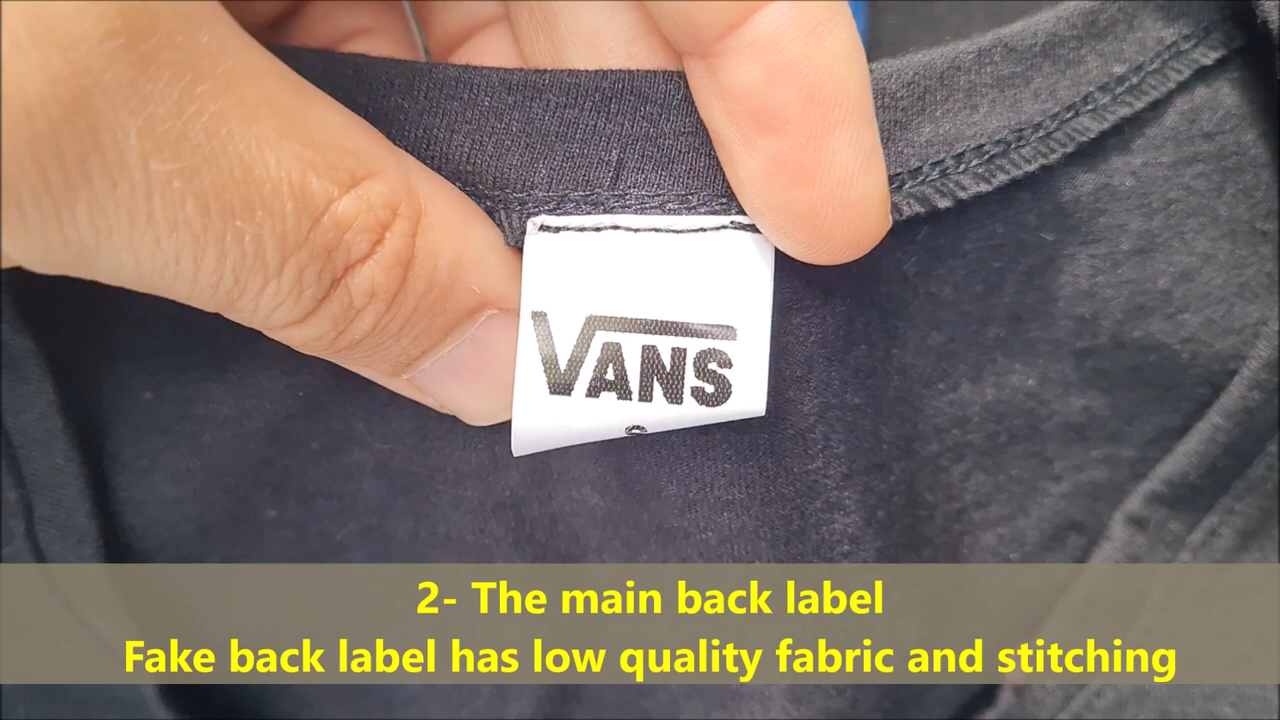 VANS
2- The main back label
Fake back label has low quality fabric and stitching